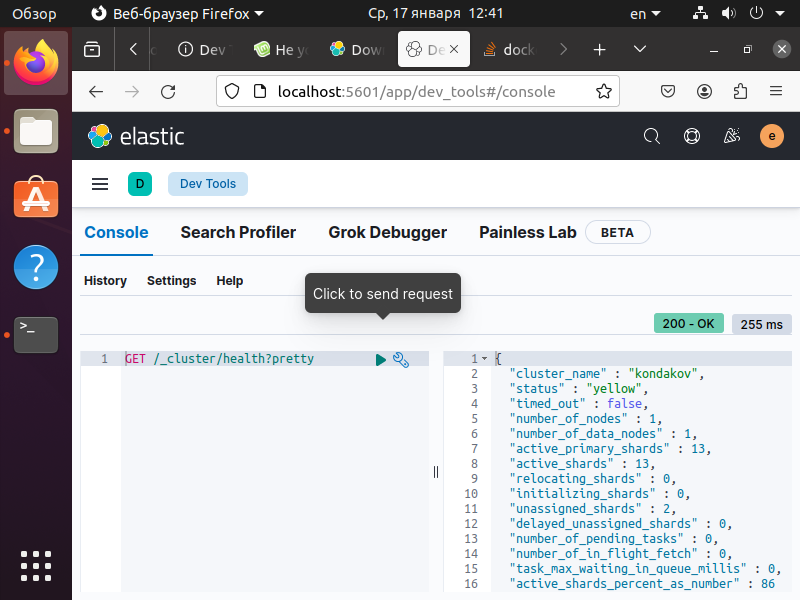 Обзор
Веб-браузер Firefox
Ср, 17 января 12:41
en
Dev
Не
Dow
De
dock
localhost:5601/app/dev_tools#/console
elastic
e
D
Dev Tools
Console
Search Profiler
Grok Debugger
Painless Lab
BETA
History
Settings
Help
Click to send request
200 - OK
255 ms
1 GET /_cluster/health?pretty
1 {
2 "cluster_name" : "kondakov",
3 "status" : "yellow",
4 "timed_out" : false,
5 "number_of_nodes" : 1,
6 "number_of_data_nodes" : 1,
7 "active_primary_shards" : 13,
8 "active_shards" : 13,
9 "relocating_shards" : 0,
10 "initializing_shards" : 0,
11 "unassigned_shards" : 2,
12 "delayed_unassigned_shards" : 0,
13 "number_of_pending_tasks" : 0,
14 "number_of_in_flight_fetch" : 0,
15 "task_max_waiting_in_queue_millis" : 0,
16 "active_shards_percent_as_number" : 86